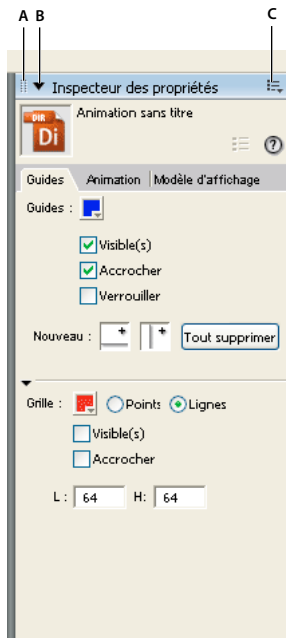 A B C
Inspecteur des propriétés
DIR
Di
Animation sans titre
?
Guides Animation Modèle d'affichage
Guides :
Visible(s)
Accrocher
Verrouiller
Nouveau : Tout supprimer
Grille : Points Lignes
Visible(s)
Accrocher
L : 64 H: 64